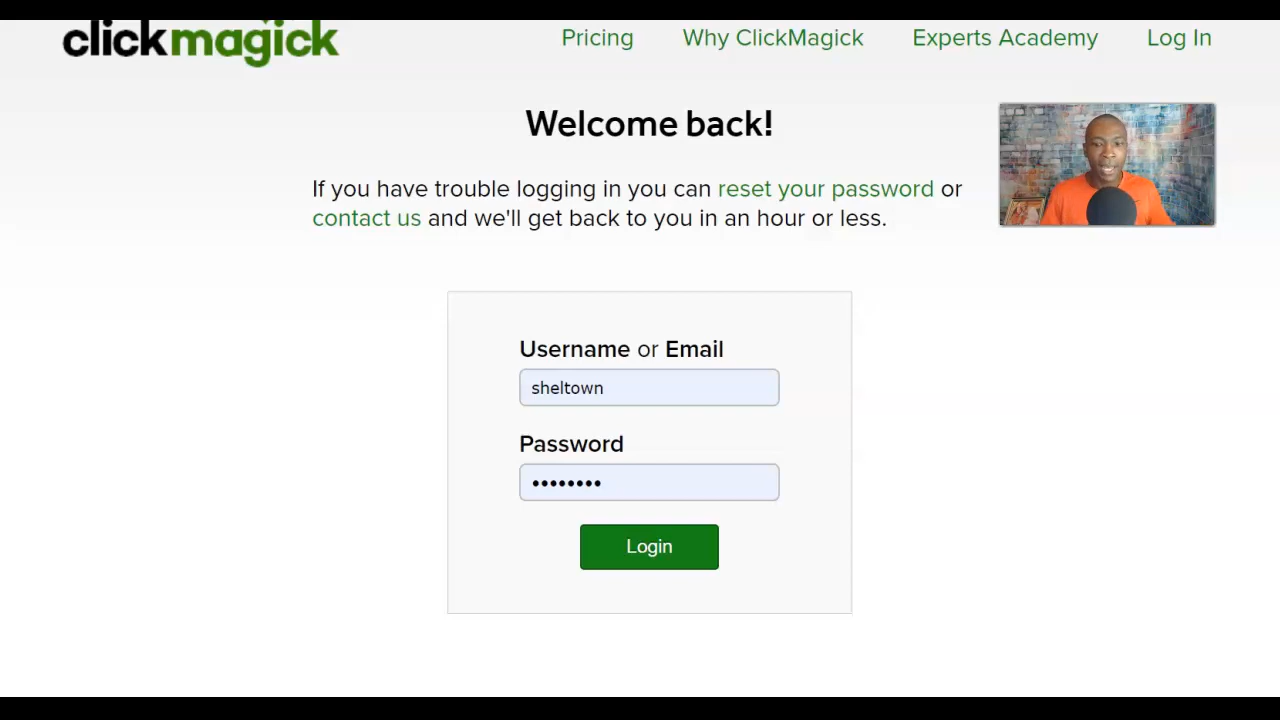 clickmagick
Pricing
Why ClickMagick
Experts Academy
Log In
Welcome back!
If you have trouble logging in you can reset your password or
contact us and we'll get back to you in an hour or less.
Username or Email
sheltown
Password
••••••••
Login